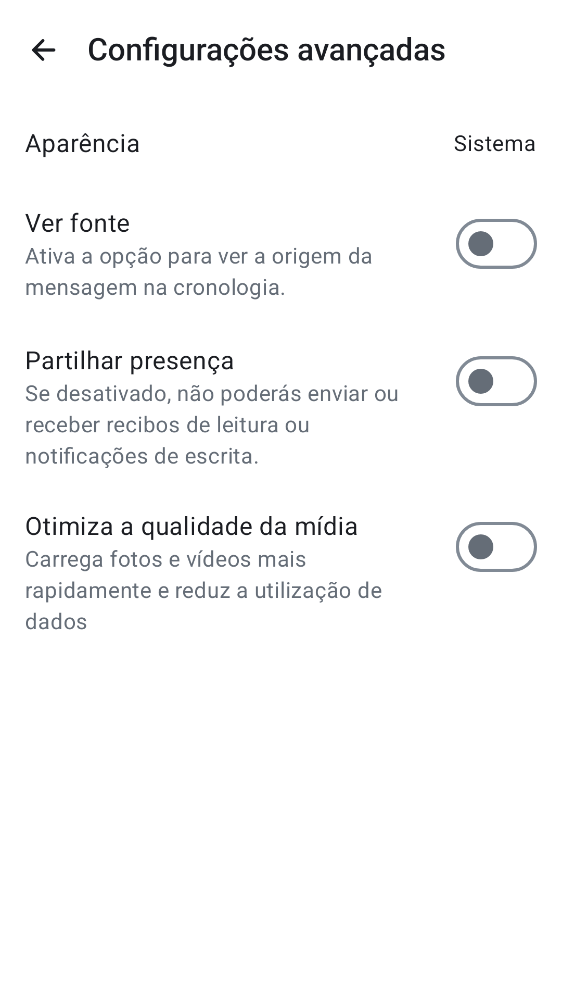 Configurações avançadas
Aparência
Sistema
Ver fonte
Ativa a opção para ver a origem da
mensagem na cronologia.
Partilhar presença
Se desativado, não poderás enviar ou
receber recibos de leitura ou
notificações de escrita.
Otimiza a qualidade da mídia
Carrega fotos e vídeos mais
rapidamente e reduz a utilização de
dados